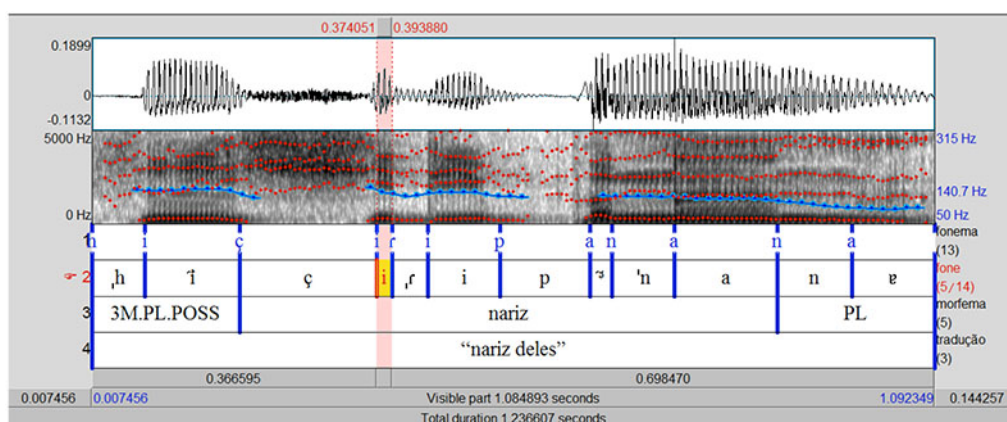 0.374051 0.393880
0.1899
0
-0.1132
5000 Hz 315 Hz
140.7 Hz
0 Hz 50 Hz
1 h i ç i ɾ i p a n a n a fonema
(13)
2 ˌh ç i ˌɾ i p ˈn a n ɐ fone
(5/14)
3 3M.PL.POSS nariz PL morfema
(5)
4 “nariz deles” tradução
(3)
0.366595 0.698470
0.007456 0.007456 Visible part 1.084893 seconds 1.092349 0.144257
Total duration 1.236607 seconds